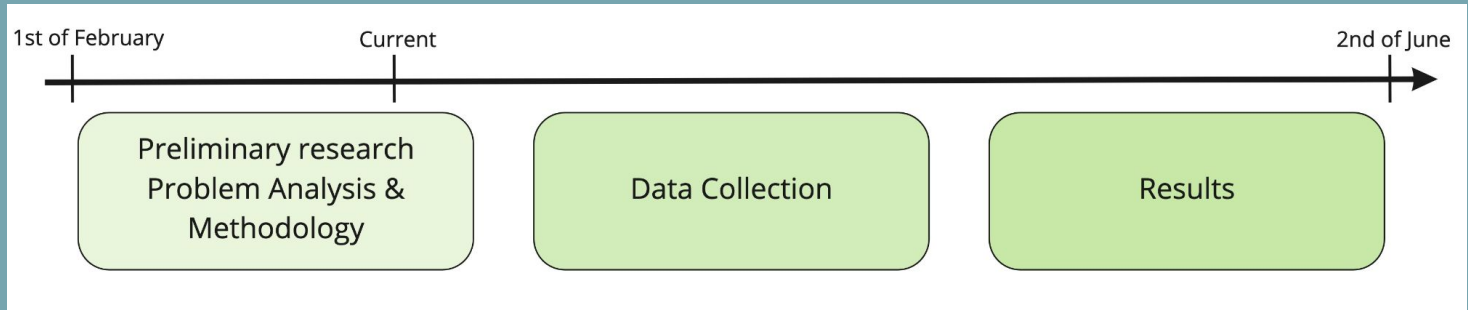 1st of February
Current
2nd of June
Preliminary research
Problem Analysis &
Methodology
Data Collection
Results